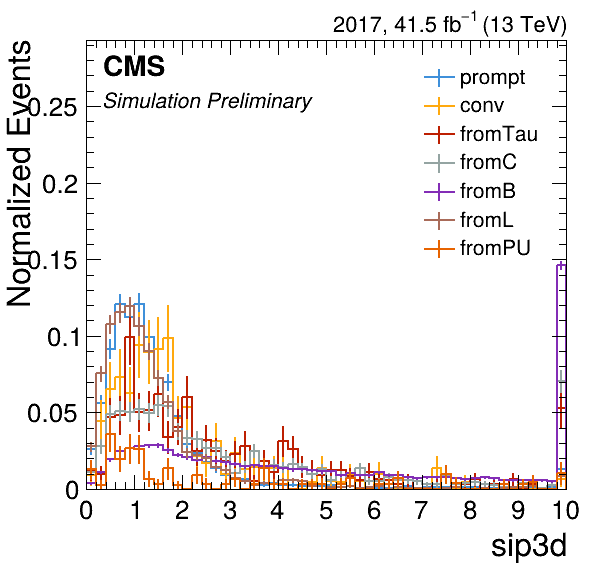 2017, 41.5 fb⁻¹ (13 TeV)
CMS
Simulation Preliminary
prompt
conv
fromTau
fromC
fromB
fromL
fromPU
Normalized Events
0.25
0.2
0.15
0.1
0.05
0
0 1 2 3 4 5 6 7 8 9 10
sip3d